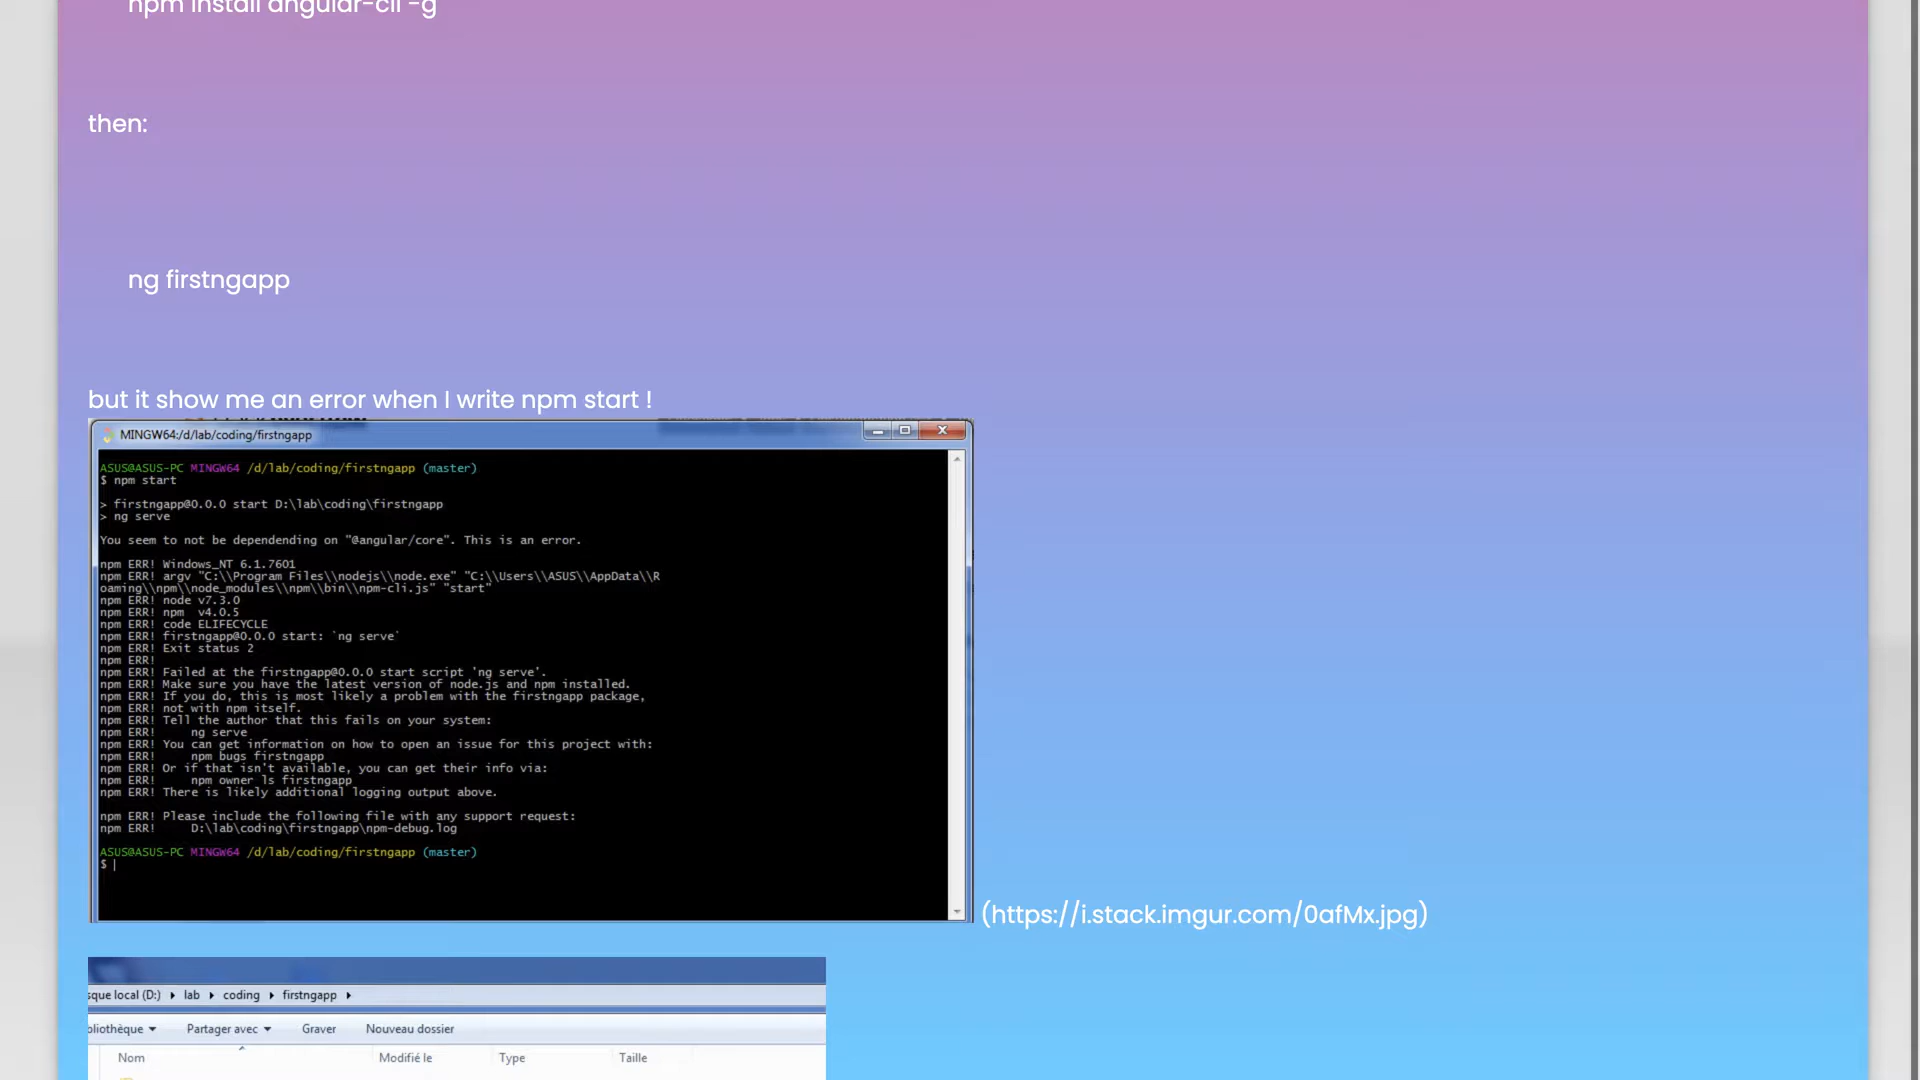 npm install angular-cli -g
then:
ng firstngapp
but it show me an error when I write npm start !
MINGW64:/d/lab/coding/firstngapp
ASUS@ASUS-PC MINGW64 /d/lab/coding/firstngapp (master)
$ npm start
> firstngapp@0.0.0 start D:\lab\coding\firstngapp
> ng serve
You seem to not be dependending on "@angular/core". This is an error.
npm ERR! Windows_NT 6.1.7601
npm ERR! argv "C:\\Program Files\\nodejs\\node.exe" "C:\\Users\\ASUS\\AppData\\R
oaming\\npm\\node_modules\\npm\\bin\\npm-cli.js" "start"
npm ERR! node v7.3.0
npm ERR! npm  v4.0.5
npm ERR! code ELIFECYCLE
npm ERR! firstngapp@0.0.0 start: `ng serve`
npm ERR! Exit status 2
npm ERR!
npm ERR! Failed at the firstngapp@0.0.0 start script 'ng serve'.
npm ERR! Make sure you have the latest version of node.js and npm installed.
npm ERR! If you do, this is most likely a problem with the firstngapp package,
npm ERR! not with npm itself.
npm ERR! Tell the author that this fails on your system:
npm ERR!     ng serve
npm ERR! You can get information on how to open an issue for this project with:
npm ERR!     npm bugs firstngapp
npm ERR! Or if that isn't available, you can get their info via:
npm ERR!     npm owner ls firstngapp
npm ERR! There is likely additional logging output above.
npm ERR! Please include the following file with any support request:
npm ERR!     D:\lab\coding\firstngapp\npm-debug.log
ASUS@ASUS-PC MINGW64 /d/lab/coding/firstngapp (master)
$
(https://i.stack.imgur.com/0afMx.jpg)
sque local (D:) lab coding firstngapp
bliothèque Partager avec Graver Nouveau dossier
Nom Modifié le Type Taille